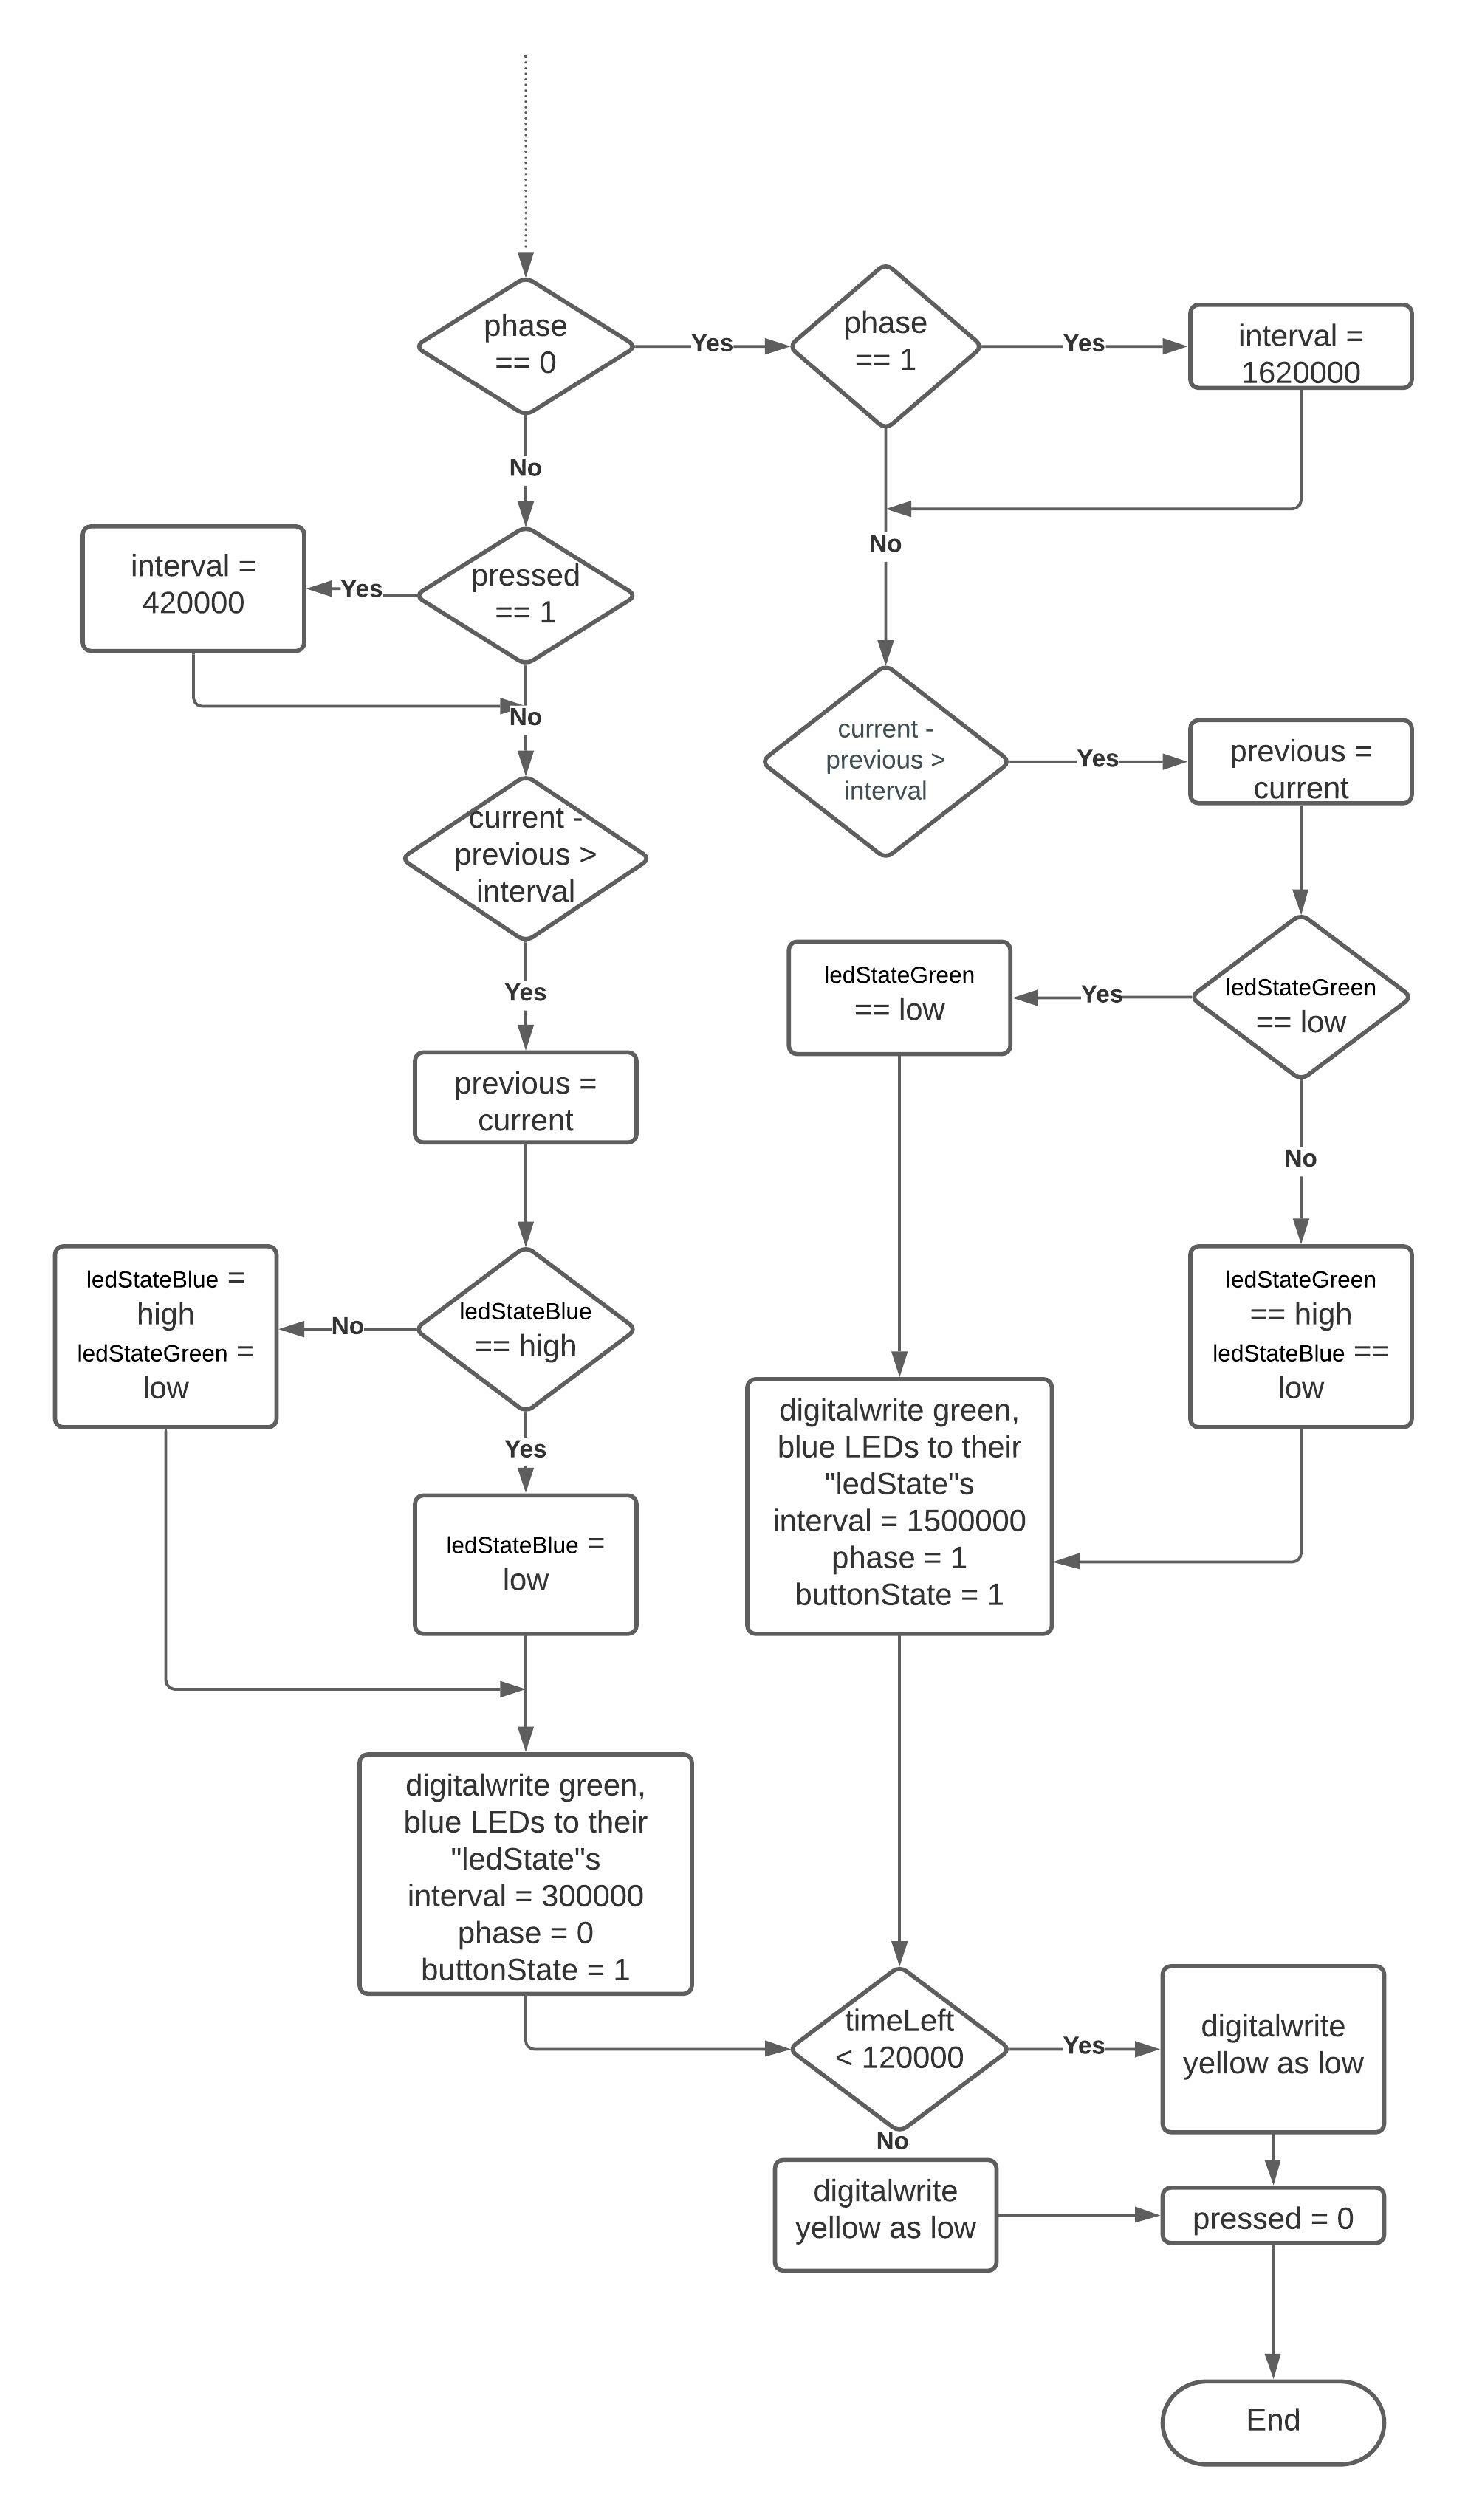 phase
== 0
Yes
phase
== 1
Yes
interval =
1620000
No
No
interval =
420000
Yes
pressed
== 1
No
current -
previous >
interval
Yes
previous =
current
current -
previous >
interval
Yes
previous =
current
ledStateGreen
== low
Yes
ledStateGreen
== low
No
ledStateBlue =
high
ledStateGreen =
low
No
ledStateBlue
== high
Yes
ledStateBlue =
low
ledStateGreen
== high
ledStateBlue ==
low
digitalwrite green,
blue LEDs to their
"ledState"s
interval = 1500000
phase = 1
buttonState = 1
digitalwrite green,
blue LEDs to their
"ledState"s
interval = 300000
phase = 0
buttonState = 1
timeLeft
< 120000
Yes
digitalwrite
yellow as low
No
digitalwrite
yellow as low
pressed = 0
End